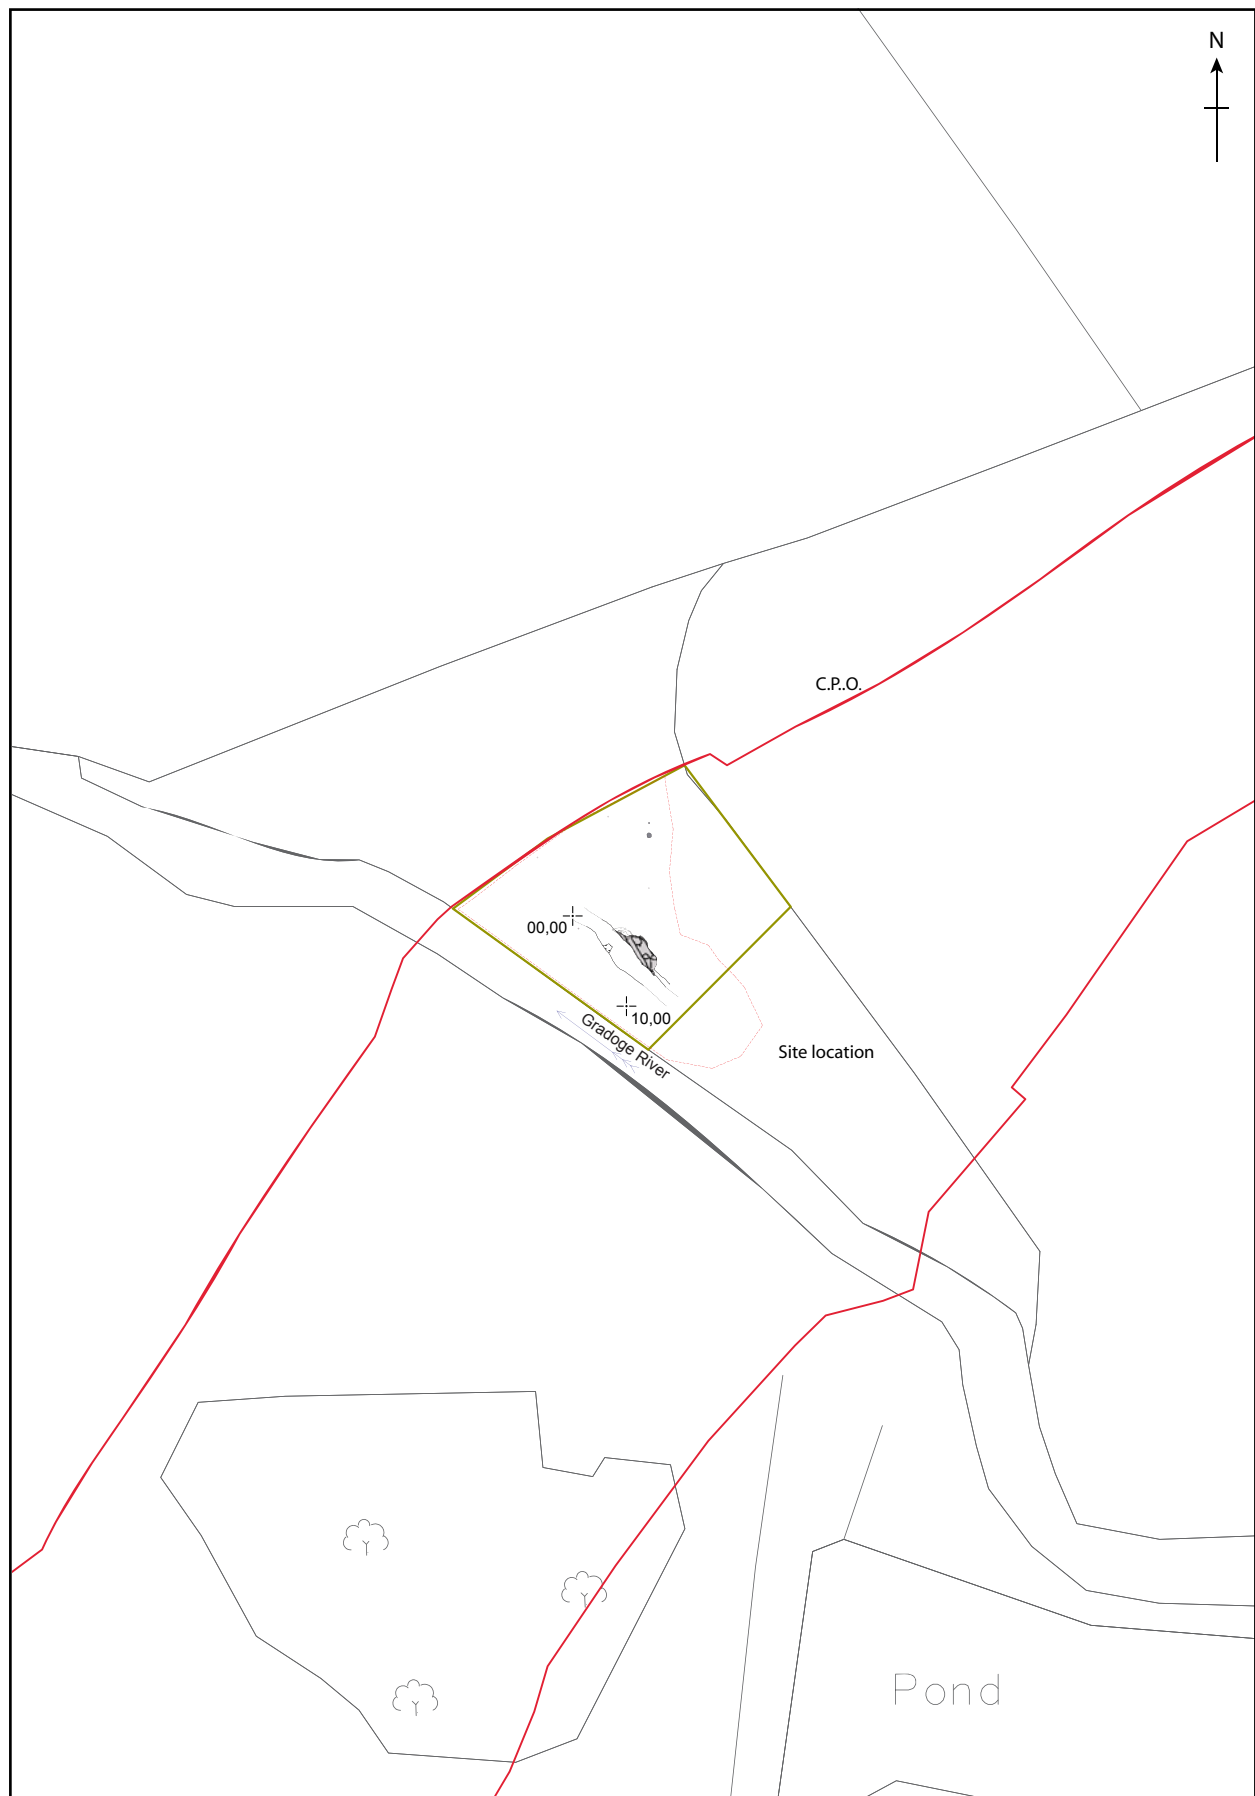 N
C.P..O.
00,00
10,00
Gradoge River
Site location
Pond